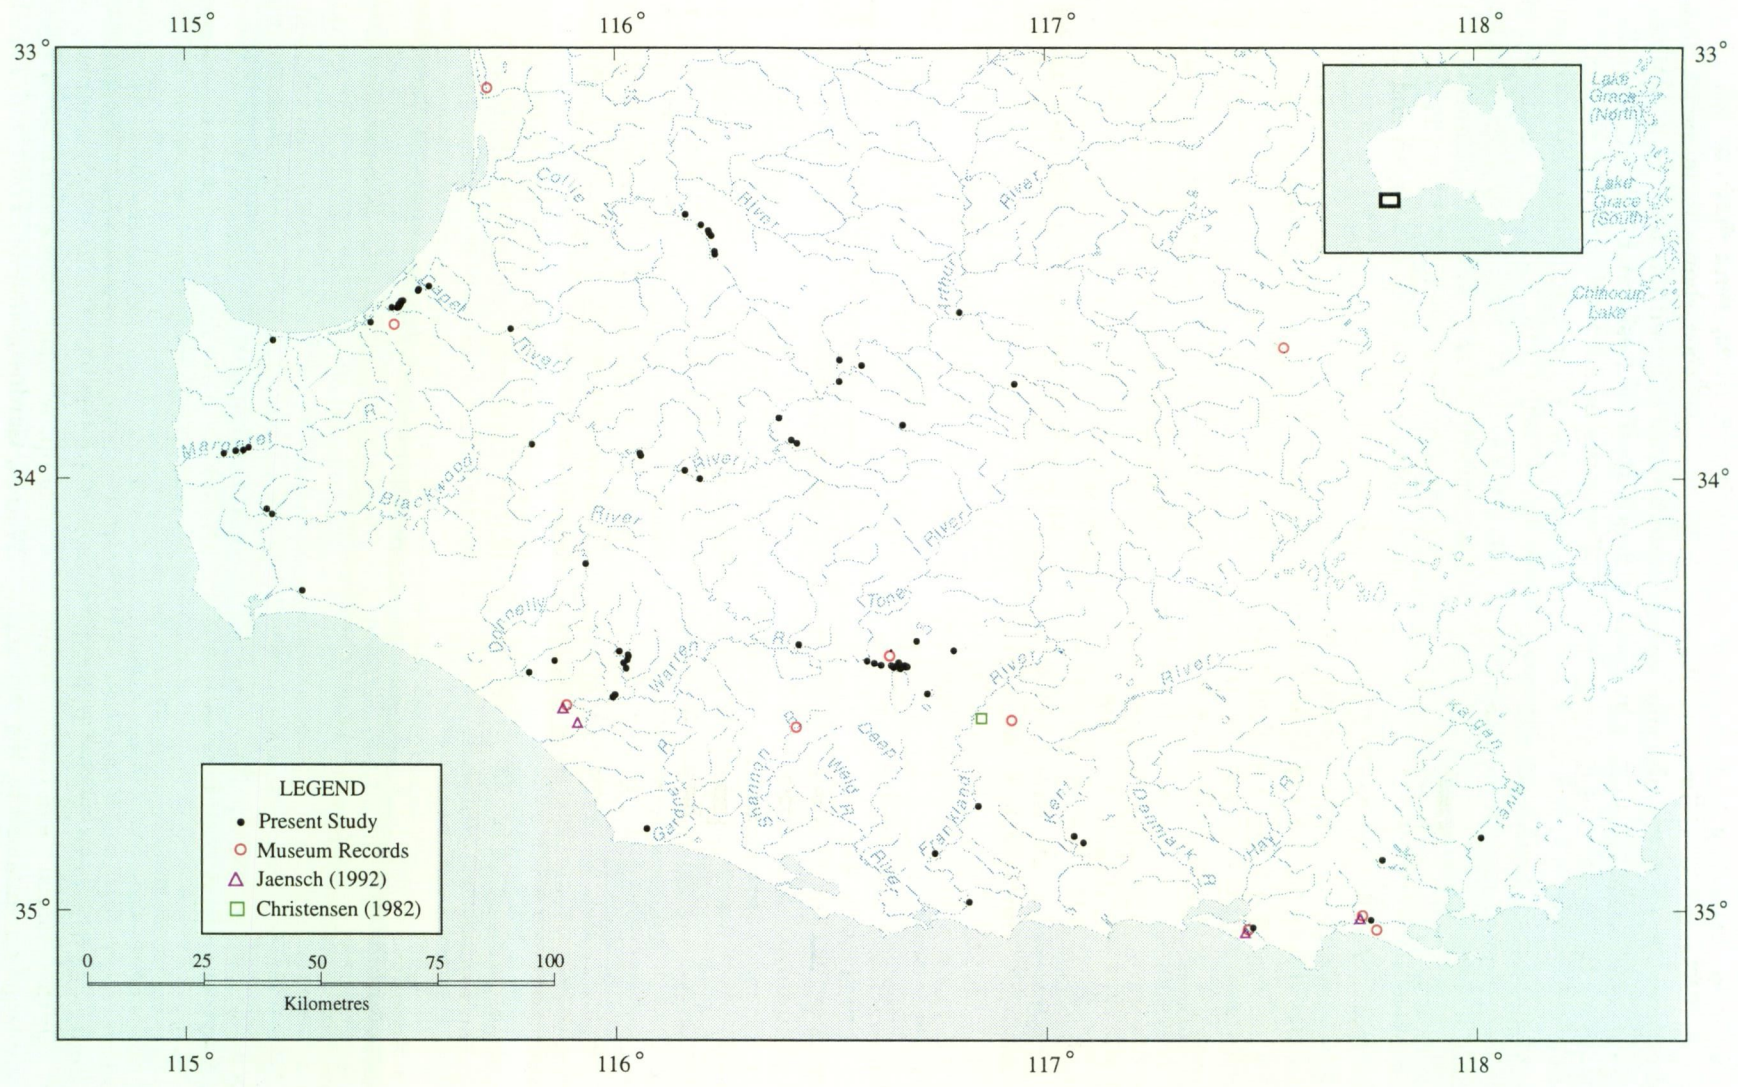 115° 116° 117° 118°
33° 33°
Lake
Grace
(North)
Collie
River
River
Lake
Grace
(South)
Arthur
Capel
River
Chinocup
Lake
R
Margaret
River
Blackwood
34° 34°
River
River
Donnelly
Tone
R
S
Warren
River
River
Kalgan
Deep
R
Shannon
Weld
R
Gardner
Frankland
Kent
Denmark
R
Hay
R
River
River
LEGEND
Present Study
Museum Records
Jaensch (1992)
Christensen (1982)
35° 35°
0 25 50 75 100
Kilometres
115° 116° 117° 118°